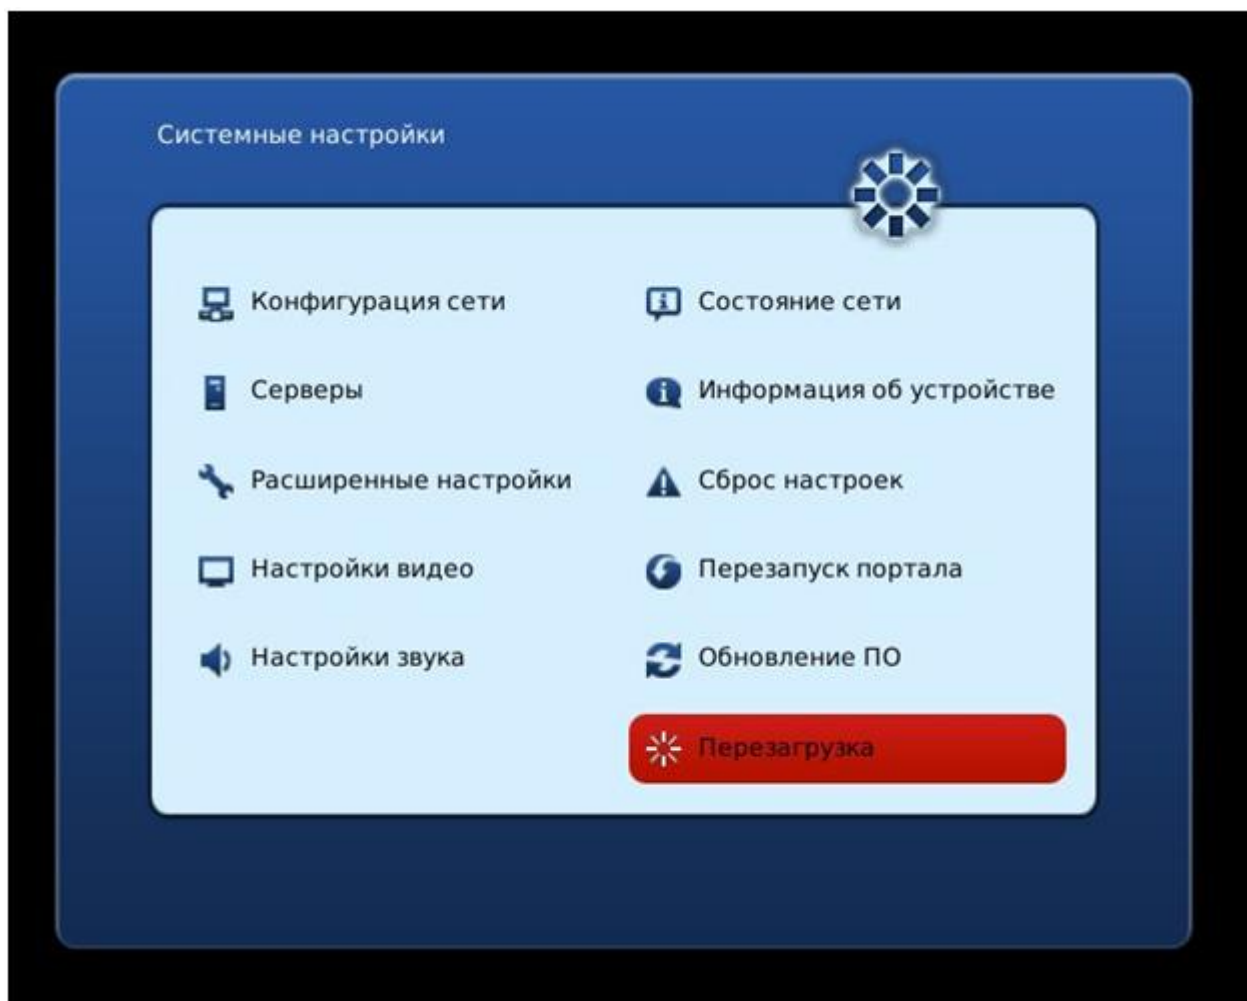 Системные настройки
Конфигурация сети
Состояние сети
Серверы
Информация об устройстве
Расширенные настройки
Сброс настроек
Настройки видео
Перезапуск портала
Настройки звука
Обновление ПО
Перезагрузка